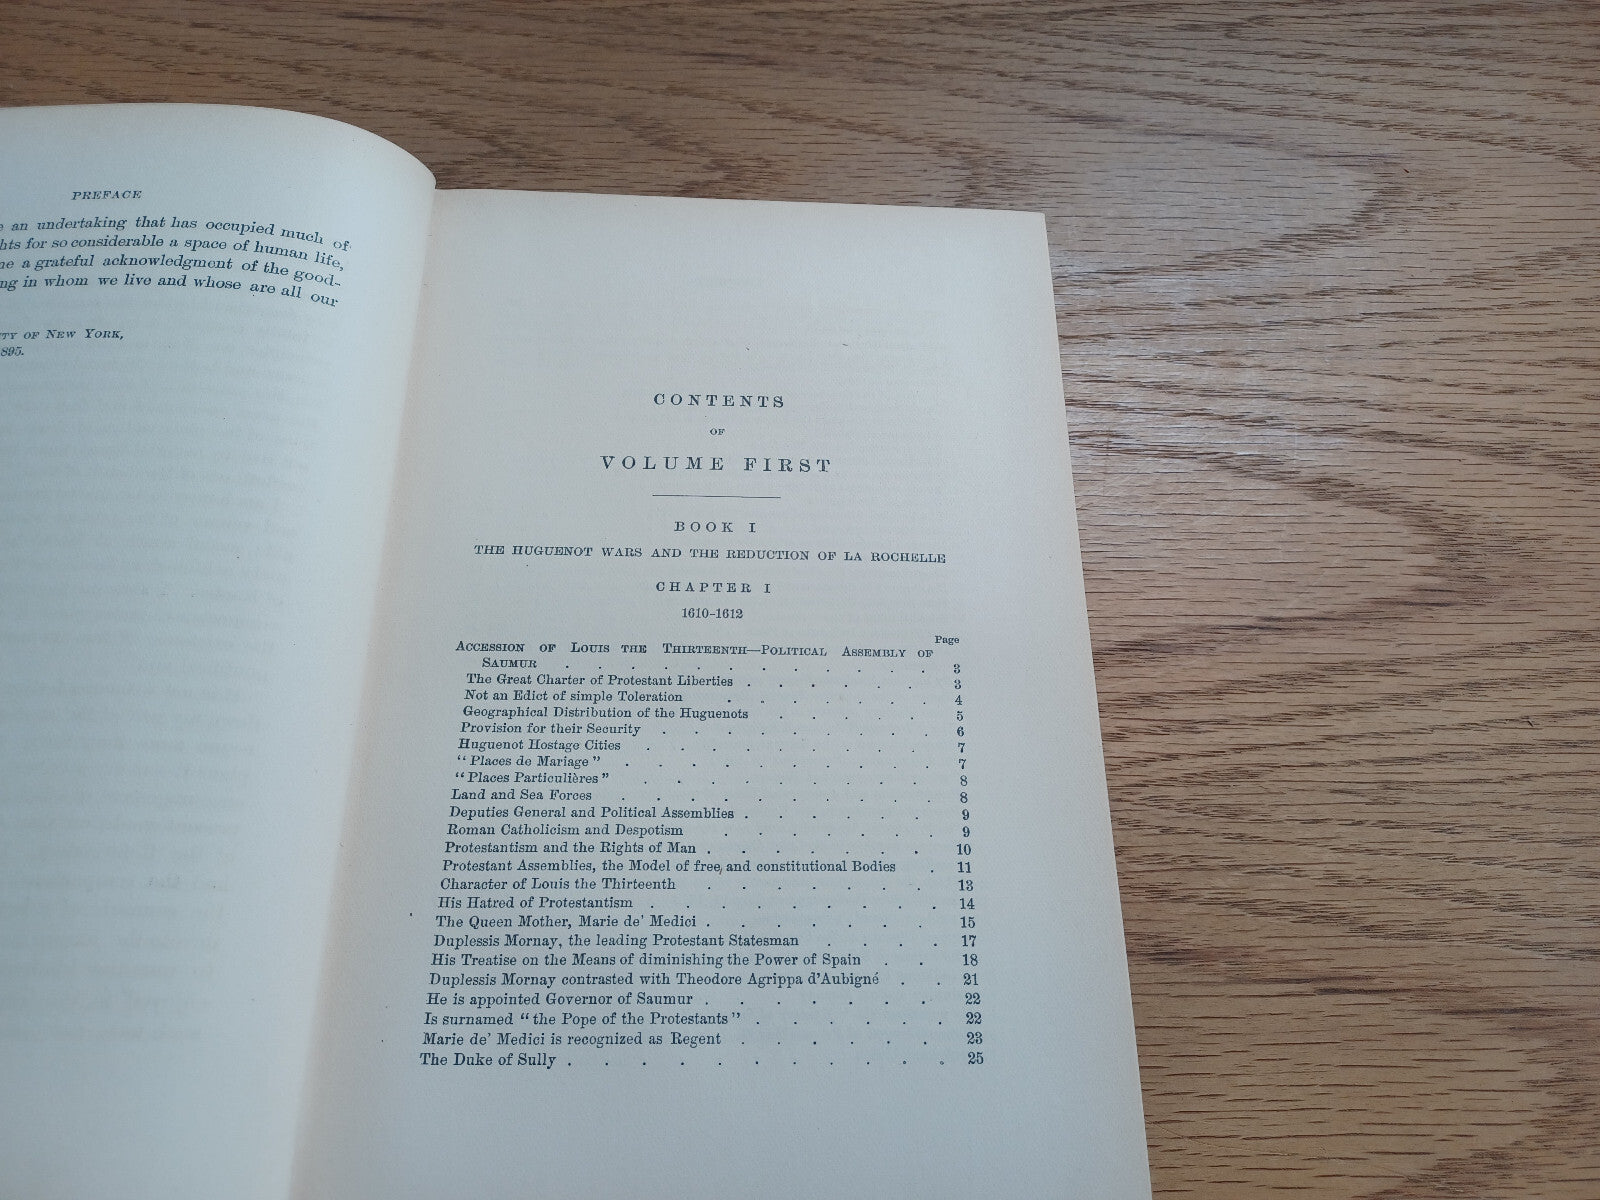 PREFACE
an undertaking that has occupied much of
for so considerable a space of human life,
a grateful acknowledgment of the good-
in whom we live and whose are all our
OF NEW YORK,
895.
CONTENTS
OF
VOLUME FIRST
BOOK I
THE HUGUENOT WARS AND THE REDUCTION OF LA ROCHELLE
CHAPTER I
1610-1612
Page
ACCESSION OF LOUIS THE THIRTEENTH—POLITICAL ASSEMBLY OF
SAUMUR . . . . . . . . . . . 3
The Great Charter of Protestant Liberties . . . . . . 3
Not an Edict of simple Toleration . . . . . . 4
Geographical Distribution of the Huguenots . . . . . 5
Provision for their Security . . . . . . . . 6
Huguenot Hostage Cities . . . . . . . . 7
“Places de Mariage” . . . . . . . . . 7
“Places Particulières” . . . . . . . . 8
Land and Sea Forces . . . . . . . . . 8
Deputies General and Political Assemblies . . . . . . 9
Roman Catholicism and Despotism . . . . . . 9
Protestantism and the Rights of Man . . . . . . 10
Protestant Assemblies, the Model of free and constitutional Bodies . 11
Character of Louis the Thirteenth . . . . . . 13
His Hatred of Protestantism . . . . . . . . 14
The Queen Mother, Marie de' Medici . . . . . . 15
Duplessis Mornay, the leading Protestant Statesman . . . . 17
His Treatise on the Means of diminishing the Power of Spain . . 18
Duplessis Mornay contrasted with Theodore Agrippa d'Aubigné . . 21
He is appointed Governor of Saumur . . . . . . . 22
Is surnamed “the Pope of the Protestants” . . . . . . 22
Marie de' Medici is recognized as Regent . . . . . . 23
The Duke of Sully . . . . . . . . . . . 25